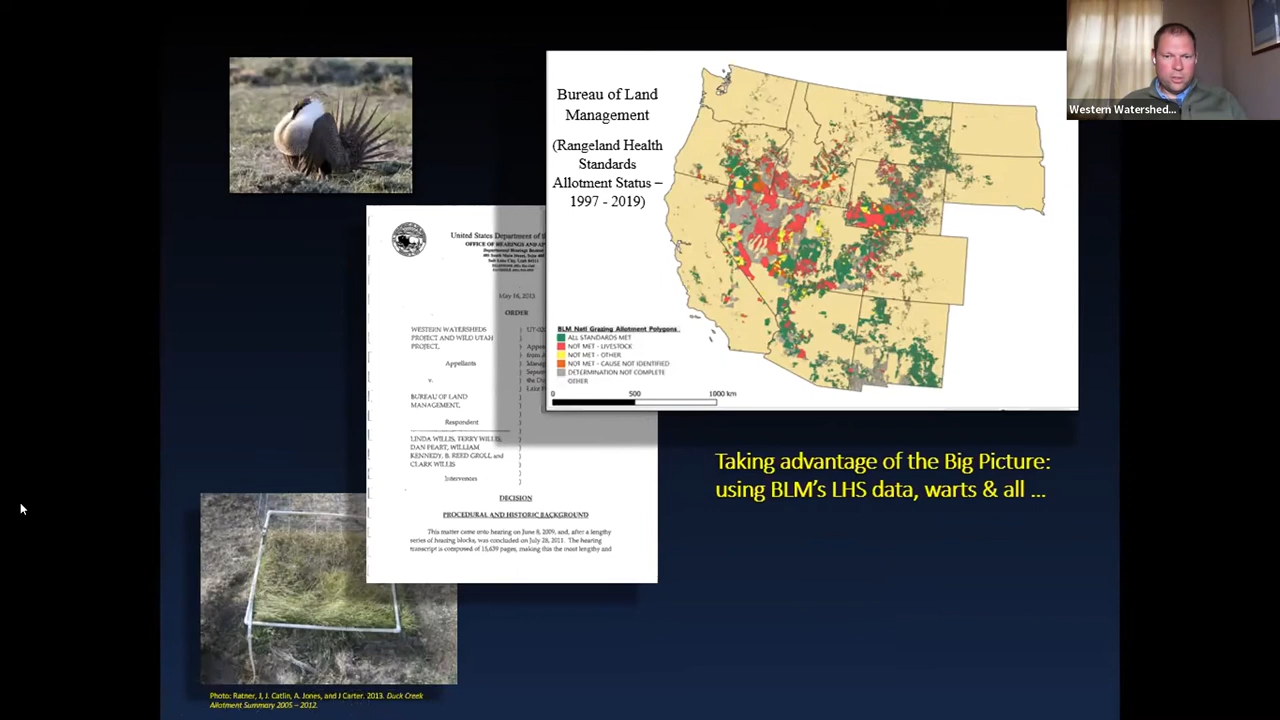 Western Watershed...
Bureau of Land
Management
(Rangeland Health
Standards
Allotment Status –
1997 - 2019)
BLM Natl Grazing Allotment Polygons
ALL STANDARDS MET
NOT MET - LIVESTOCK
NOT MET - OTHER
NOT MET - CAUSE NOT IDENTIFIED
DETERMINATION NOT COMPLETE
OTHER
0 500 1000 km
United States Department of
OFFICE OF HEARINGS AND
May 16, 2013
ORDER
WESTERN WATERSHEDS
PROJECT AND WILD UTAH
PROJECT,
Appellants
v.
BUREAU OF LAND
MANAGEMENT,
Respondent
LINDA WILLIS, TERRY WILLIS,
DAN PEART, WILLIAM
KENNEDY, B. REED GROLL and
CLARK WILLIS
Intervenors
DECISION
PROCEDURAL AND HISTORIC BACKGROUND
This matter came onto hearing on June 8, 2009, and, after a lengthy
series of hearing blocks, was concluded on July 28, 2011. The hearing
transcript is composed of 15,639 pages, making this the most lengthy and
Taking advantage of the Big Picture:
using BLM's LHS data, warts & all ...
Photo: Ratner, J, J. Catlin, A. Jones, and J Carter. 2013. Duck Creek
Allotment Summary 2005 – 2012.